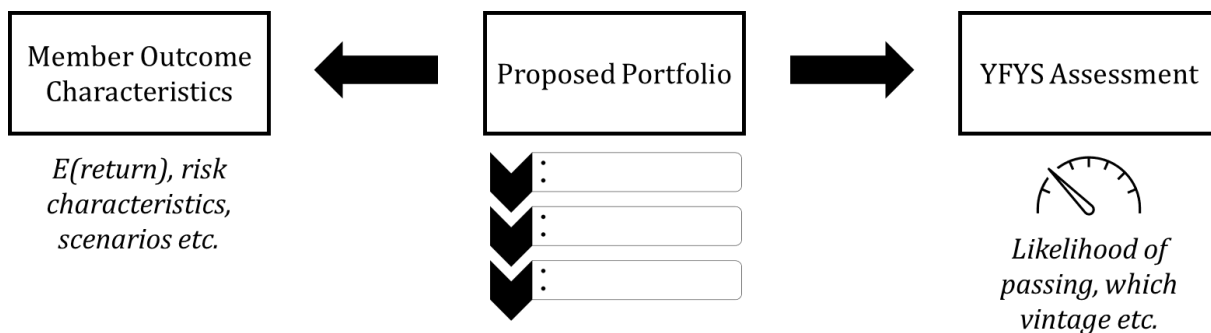 Member Outcome
Characteristics
E(return), risk
characteristics,
scenarios etc.
Proposed Portfolio
YFYS Assessment
Likelihood of
passing, which
vintage etc.